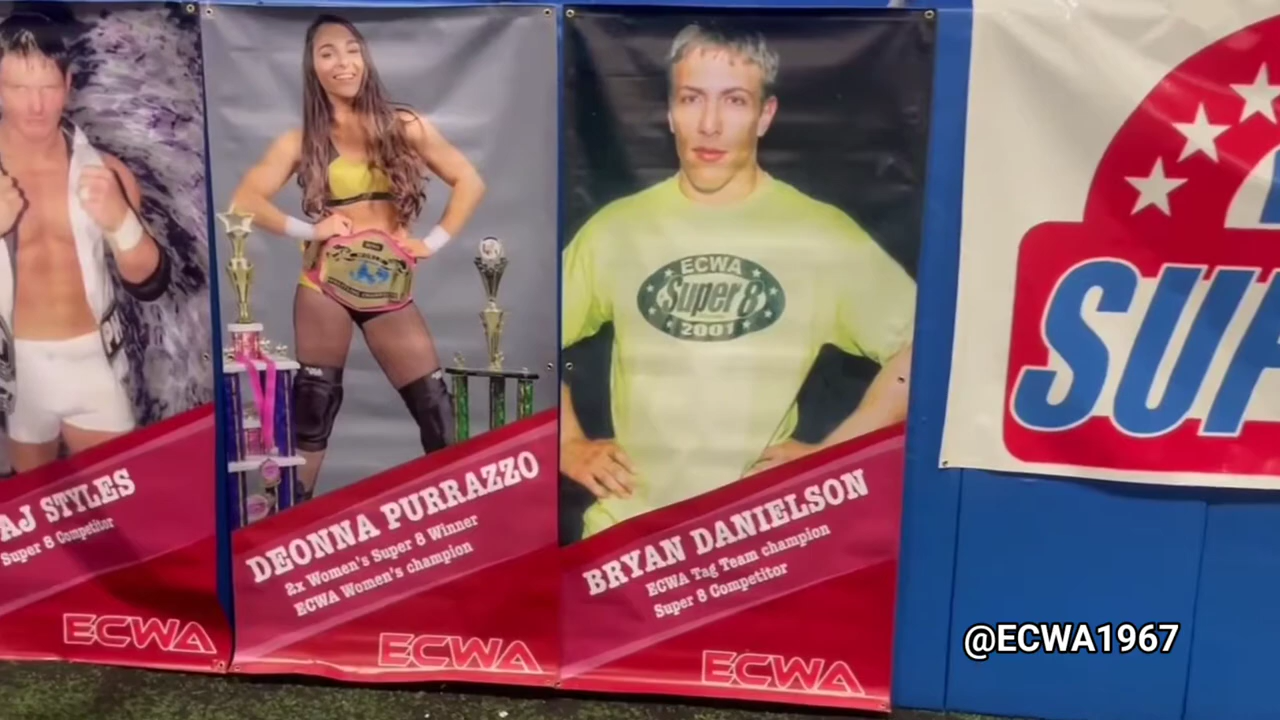 AJ STYLES
Super 8 Competitor
ECWA
DEONNA PURRAZZO
2x Women's Super 8 Winner
ECWA Women's champion
ECWA
ECWA
Super 8
2001
BRYAN DANIELSON
ECWA Tag Team champion
Super 8 Competitor
ECWA
SUP
@ECWA1967